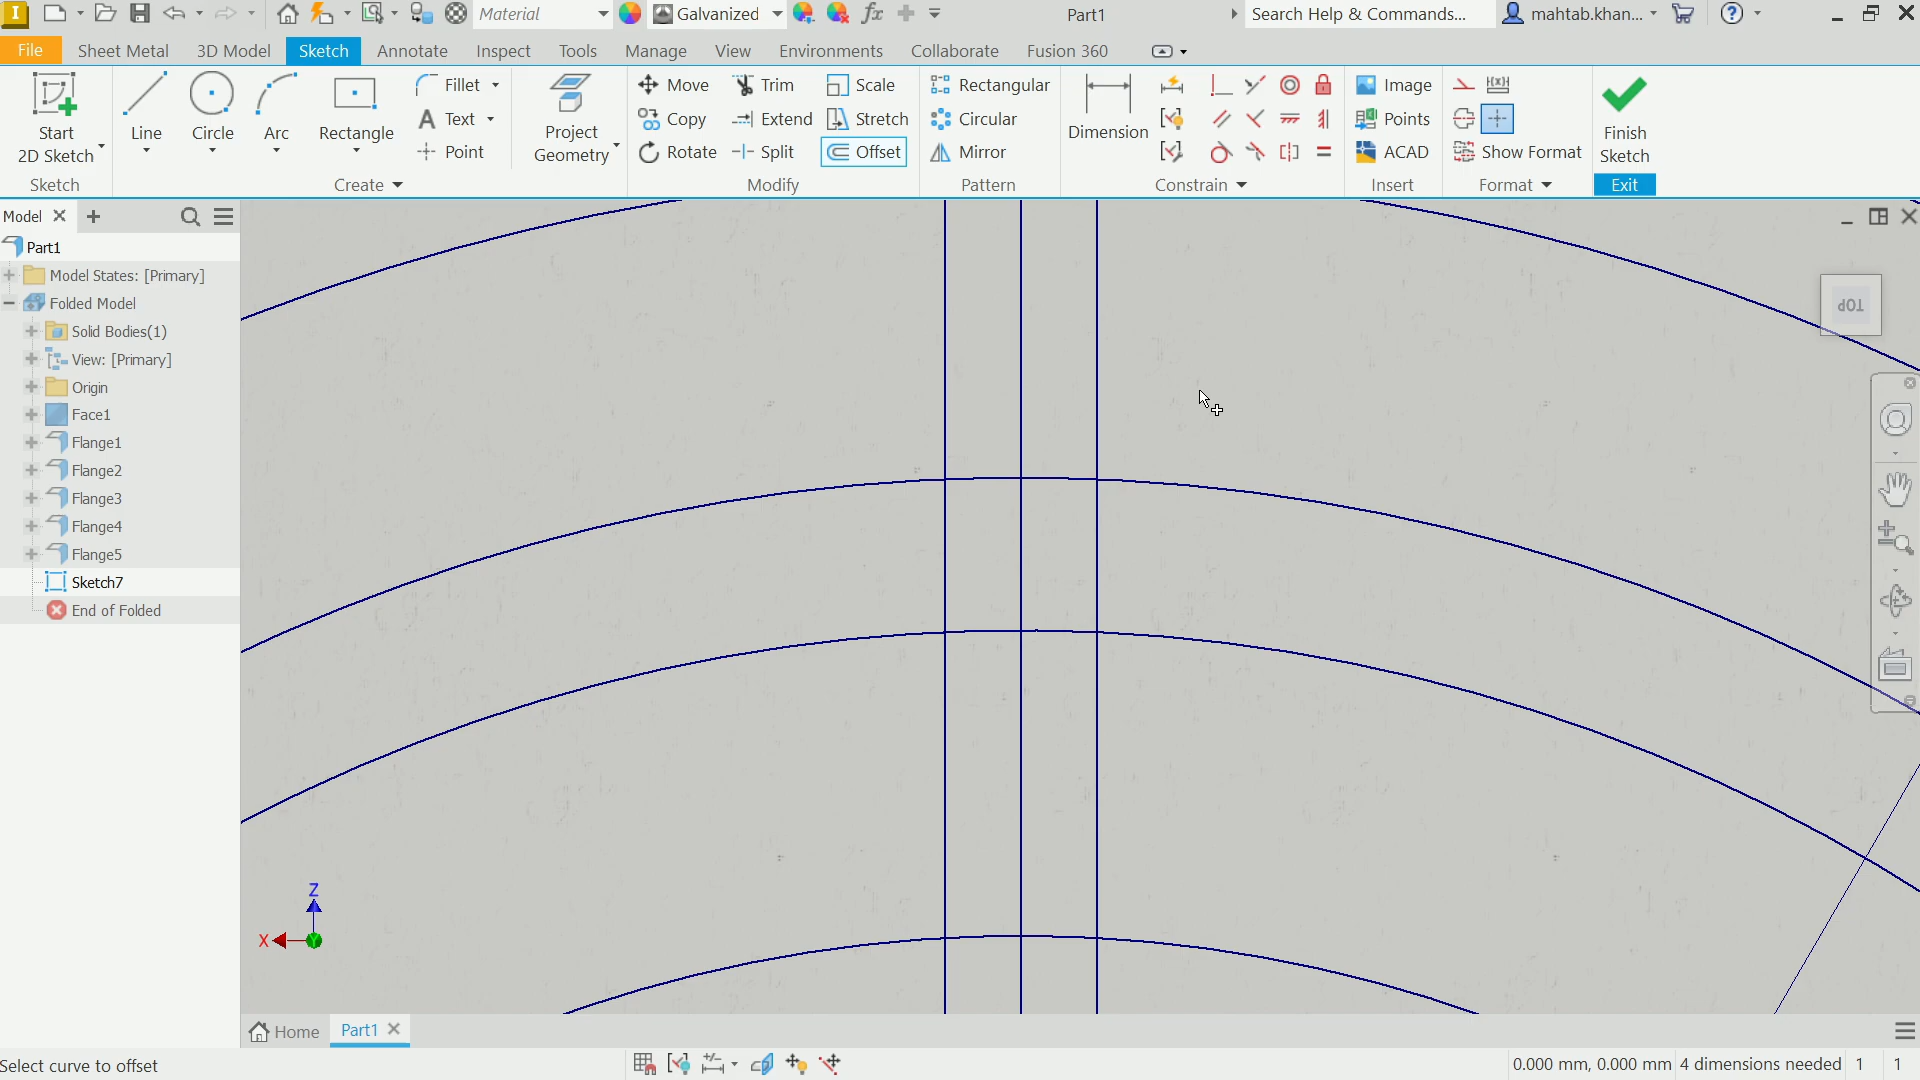 I
Material
Galvanized
fx
Part1
Search Help & Commands...
mahtab.khan...
File
Sheet Metal
3D Model
Sketch
Annotate
Inspect
Tools
Manage
View
Environments
Collaborate
Fusion 360
Start
2D Sketch
Line
Circle
Arc
Rectangle
Fillet
A Text
Point
Project
Geometry
Move
Copy
Rotate
Trim
Extend
Split
Scale
Stretch
Offset
Rectangular
Circular
Mirror
Dimension
Image
Points
ACAD
Show Format
Finish
Sketch
Sketch
Create
Modify
Pattern
Constrain
Insert
Format
Exit
Model
Part1
Model States: [Primary]
Folded Model
Solid Bodies(1)
View: [Primary]
Origin
Face1
Flange1
Flange2
Flange3
Flange4
Flange5
Sketch7
End of Folded
TOP
Z
X
Y
Home
Part1
Select curve to offset
0.000 mm, 0.000 mm
4 dimensions needed
1
1